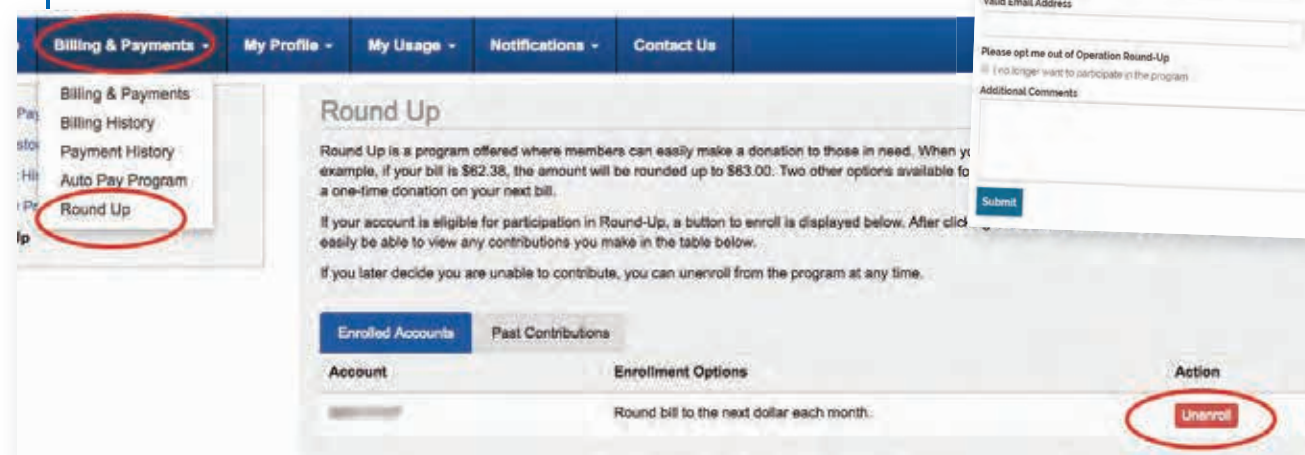 Billing & Payments My Profile My Usage Notifications Contact Us
Billing & Payments
Billing History
Payment History
Auto Pay Program
Round Up
Round Up
Round Up is a program offered where members can easily make a donation to those in need. When
example, if your bill is $62.38, the amount will be rounded up to $63.00. Two other options available
a one-time donation on your next bill.
If your account is eligible for participation in Round-Up, a button to enroll is displayed below. After
easily be able to view any contributions you make in the table below.
If you later decide you are unable to contribute, you can unenroll from the program at any time.
Enrolled Accounts Past Contributions
Account Enrollment Options Action
Round bill to the next dollar each month. Unenroll
Valid Email Address
Please opt me out of Operation Round-Up
I no longer want to participate in the program
Additional Comments
Submit